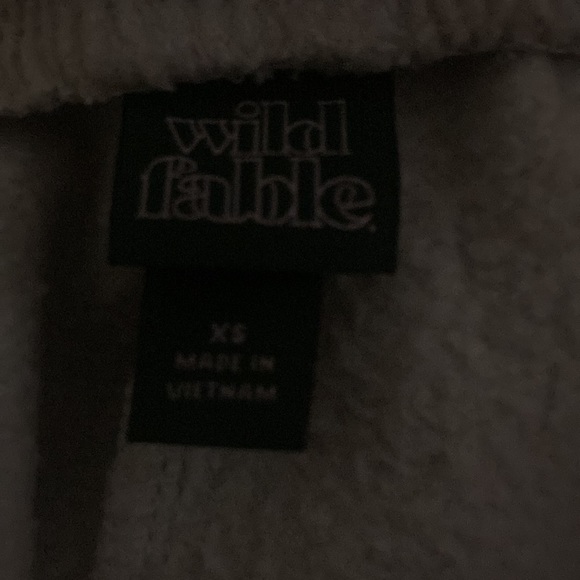 wild
fable.
XS
MADE IN
VIETNAM